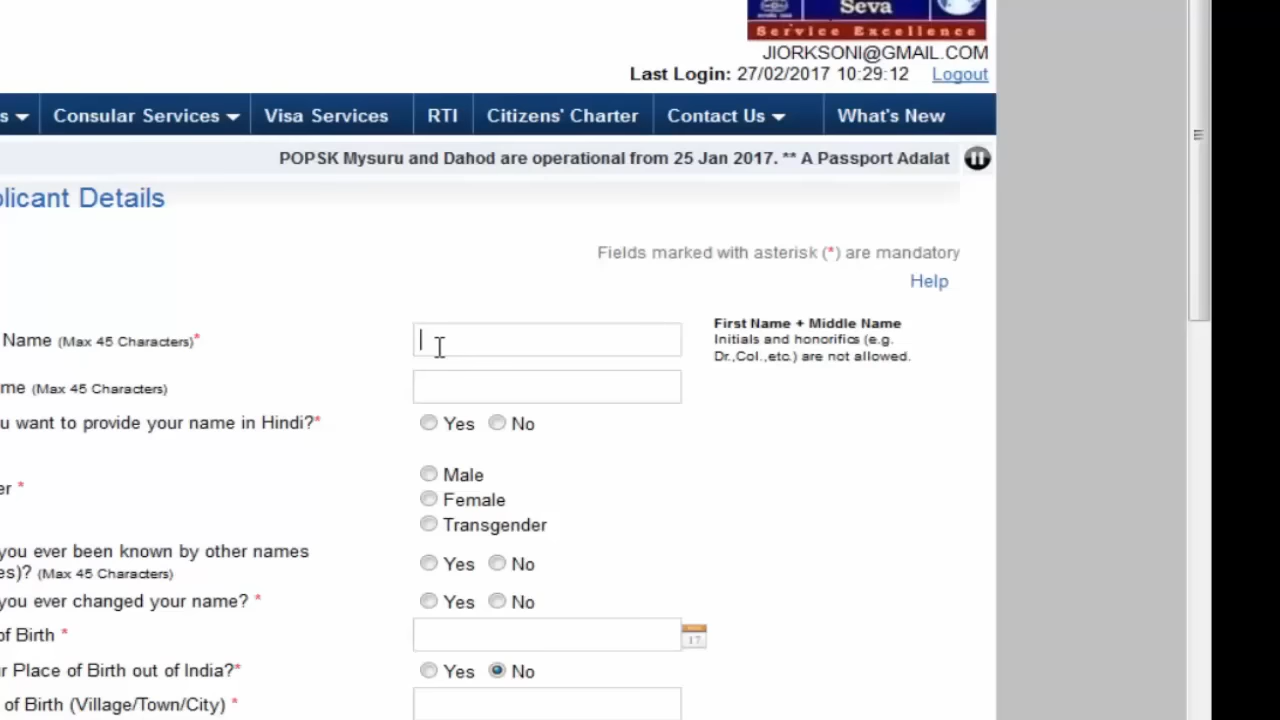 Seva
Service Excellence
JIORKSONI@GMAIL.COM
Last Login: 27/02/2017 10:29:12 Logout
s Consular Services Visa Services RTI Citizens' Charter Contact Us What's New
POPSK Mysuru and Dahod are operational from 25 Jan 2017. ** A Passport Adalat
licant Details
Fields marked with asterisk (*) are mandatory
Help
Name (Max 45 Characters)*
First Name + Middle Name
Initials and honorifics (e.g.
Dr.,Col.,etc.) are not allowed.
me (Max 45 Characters)
u want to provide your name in Hindi?* Yes No
er * Male
Female
Transgender
you ever been known by other names
es)? (Max 45 Characters) Yes No
you ever changed your name? * Yes No
of Birth * 17
r Place of Birth out of India?* Yes No
of Birth (Village/Town/City) *